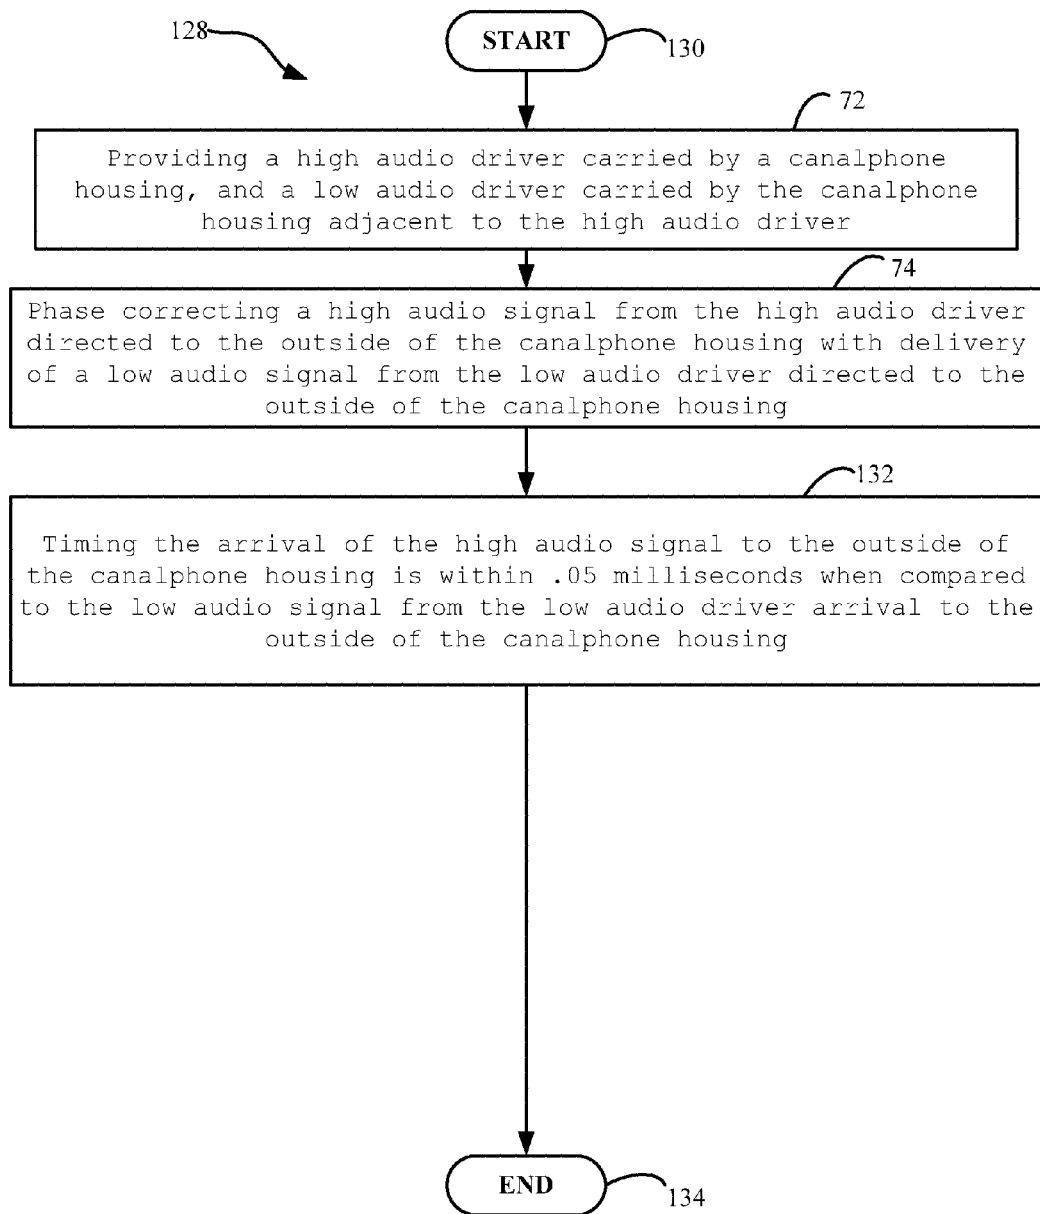 128
START
130
72
Providing a high audio driver carried by a canalphone
housing, and a low audio driver carried by the canalphone
housing adjacent to the high audio driver
74
Phase correcting a high audio signal from the high audio driver
directed to the outside of the canalphone housing with delivery
of a low audio signal from the low audio driver directed to the
outside of the canalphone housing
132
Timing the arrival of the high audio signal to the outside of
the canalphone housing is within .05 milliseconds when compared
to the low audio signal from the low audio driver arrival to the
outside of the canalphone housing
END
134